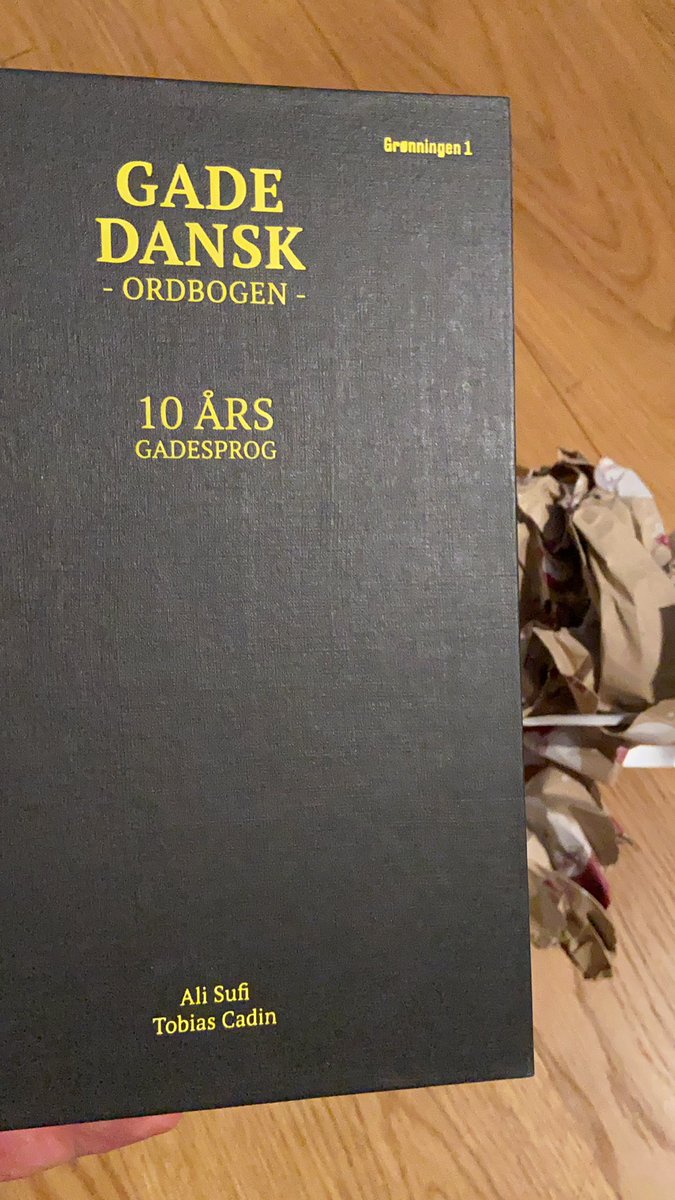 Grønningen 1
GADE
DANSK
- ORDBOGEN -
10 ÅRS
GADESPROG
Ali Sufi
Tobias Cadin